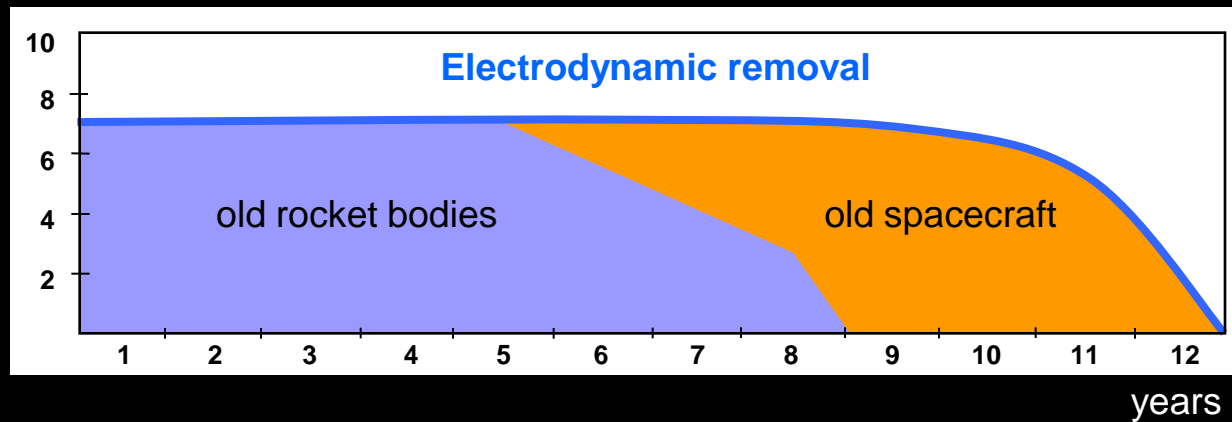 10
Electrodynamic removal
8
6
4
old rocket bodies
old spacecraft
2
1 2 3 4 5 6 7 8 9 10 11 12
years